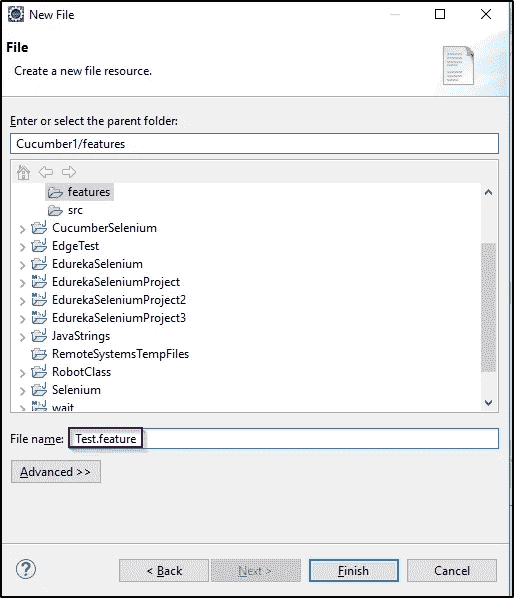 New File
File
Create a new file resource.
Enter or select the parent folder:
Cucumber1/features
features
src
CucumberSelenium
EdgeTest
EdurekaSelenium
EdurekaSeleniumProject
EdurekaSeleniumProject2
EdurekaSeleniumProject3
JavaStrings
RemoteSystemsTempFiles
RobotClass
Selenium
wait
File name: Test.feature
Advanced >>
< Back Next > Finish Cancel